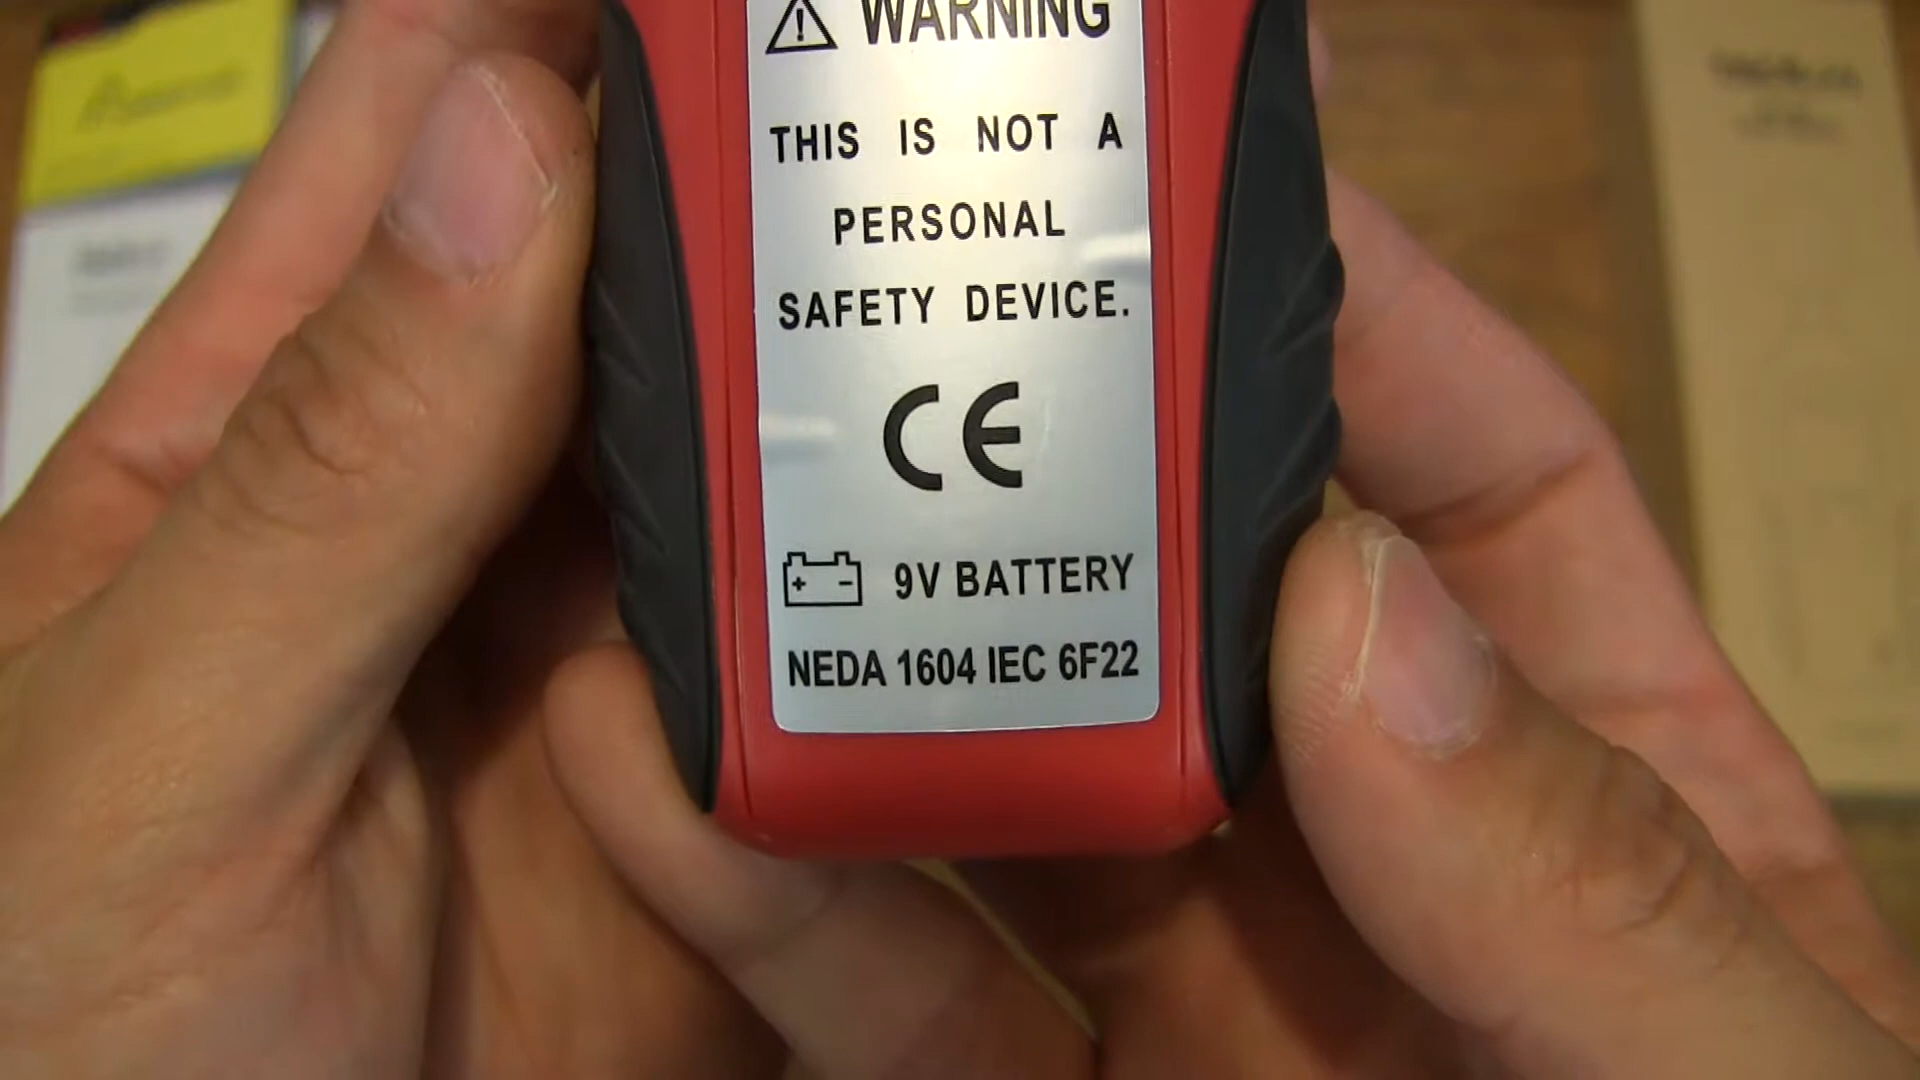 WARNING
THIS IS NOT A
PERSONAL
SAFETY DEVICE.
CE
9V BATTERY
NEDA 1604 IEC 6F22